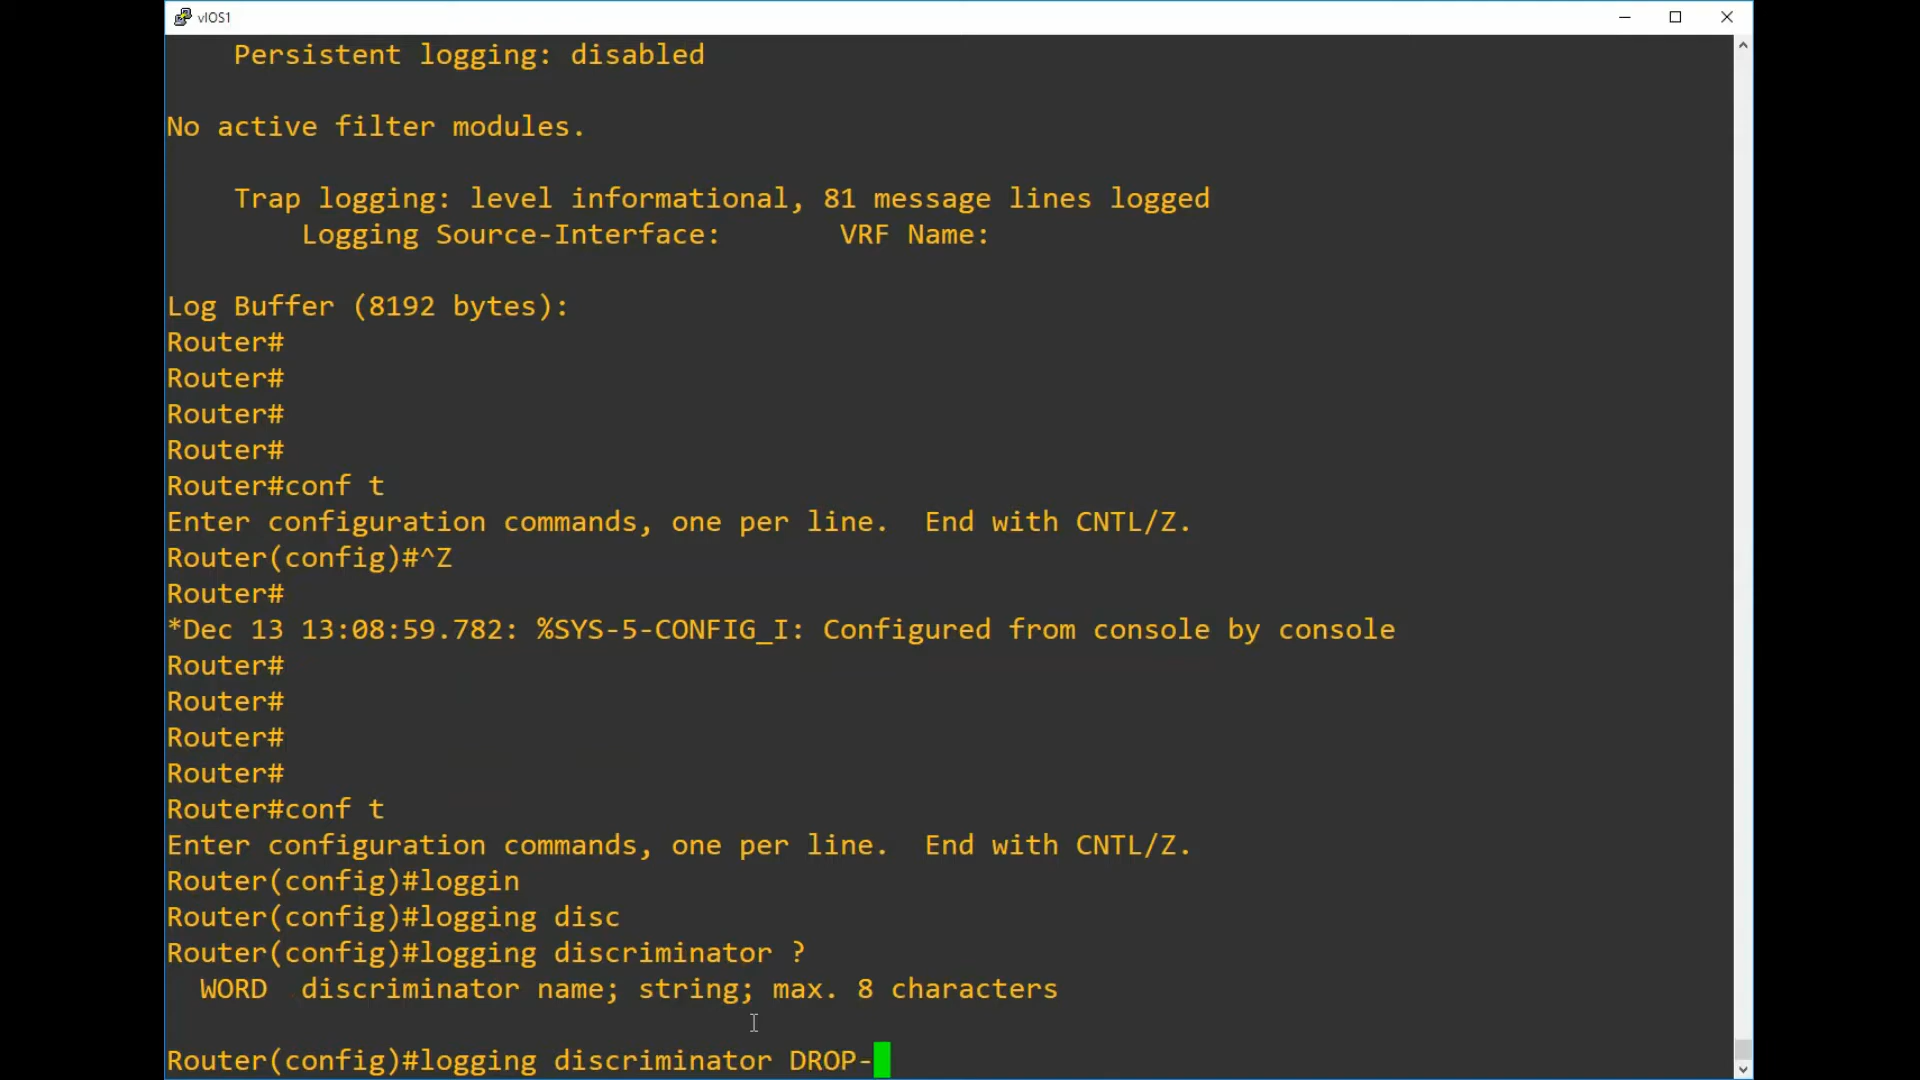 vIOS1
Persistent logging: disabled
No active filter modules.
Trap logging: level informational, 81 message lines logged
Logging Source-Interface:       VRF Name:
Log Buffer (8192 bytes):
Router#
Router#
Router#
Router#
Router#conf t
Enter configuration commands, one per line.  End with CNTL/Z.
Router(config)#^Z
Router#
*Dec 13 13:08:59.782: %SYS-5-CONFIG_I: Configured from console by console
Router#
Router#
Router#
Router#
Router#conf t
Enter configuration commands, one per line.  End with CNTL/Z.
Router(config)#loggin
Router(config)#logging disc
Router(config)#logging discriminator ?
WORD  discriminator name; string; max. 8 characters
Router(config)#logging discriminator DROP-